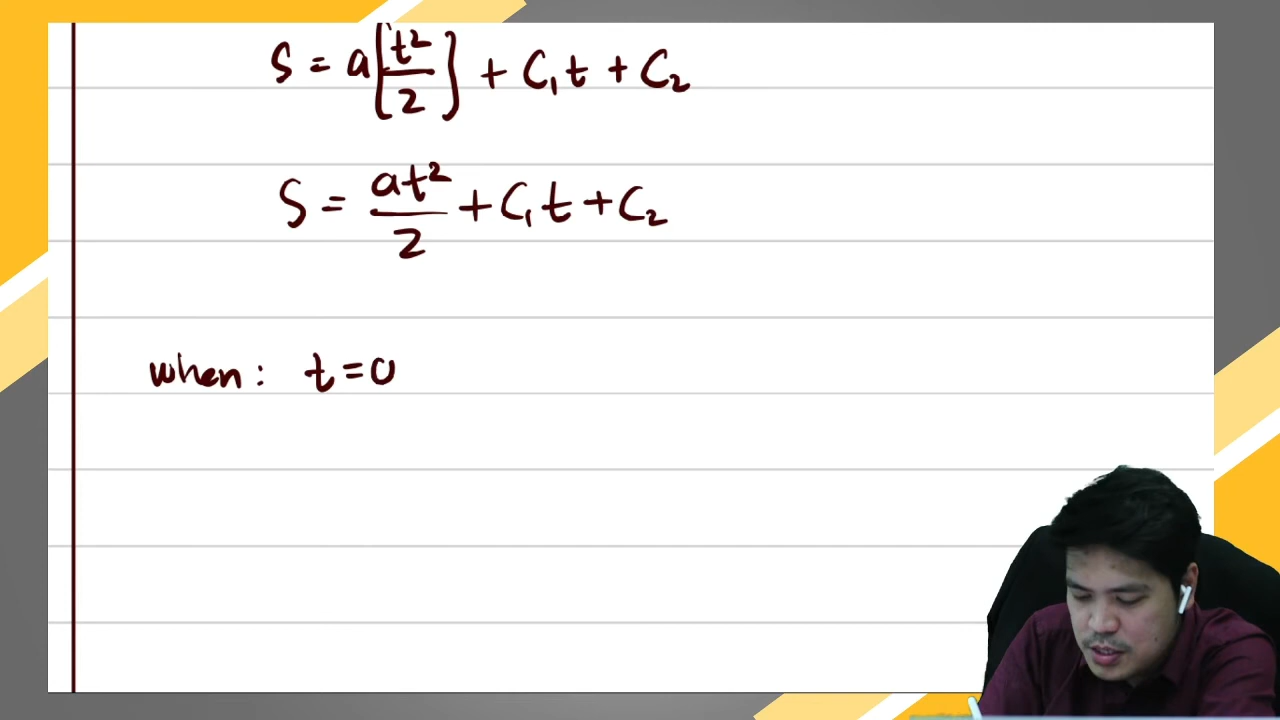 S = a[t²/2] + C₁t + C₂
S = at²/2 + C₁t + C₂
when: t = 0